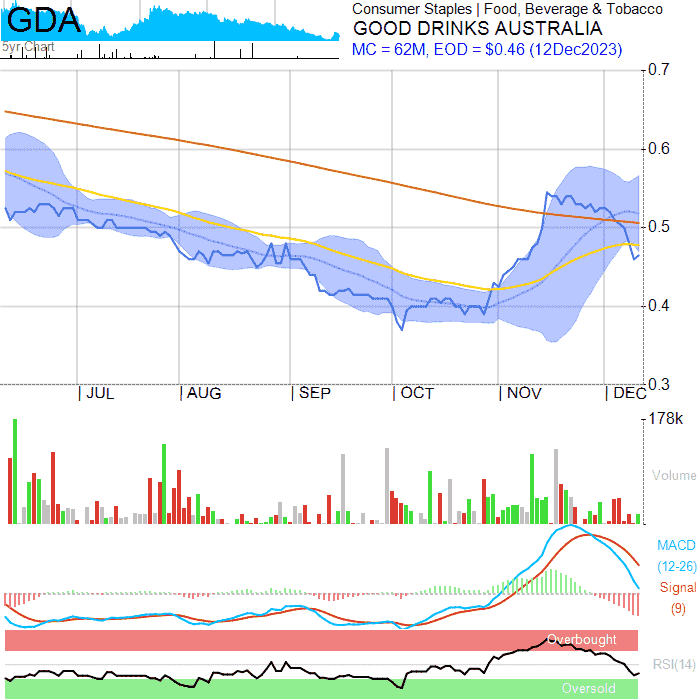 GDA
5yr Chart
Consumer Staples | Food, Beverage & Tobacco
GOOD DRINKS AUSTRALIA
MC = 62M, EOD = $0.46 (12Dec2023)
0.7
0.6
0.5
0.4
0.3
| JUL | AUG | SEP | OCT | NOV | DEC
178k
Volume
MACD
(12-26)
Signal
(9)
Overbought
RSI(14)
Oversold